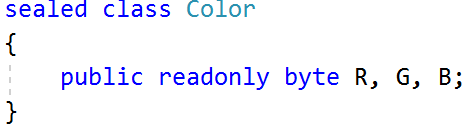 sealed class Color
{
    public readonly byte R, G, B;
}